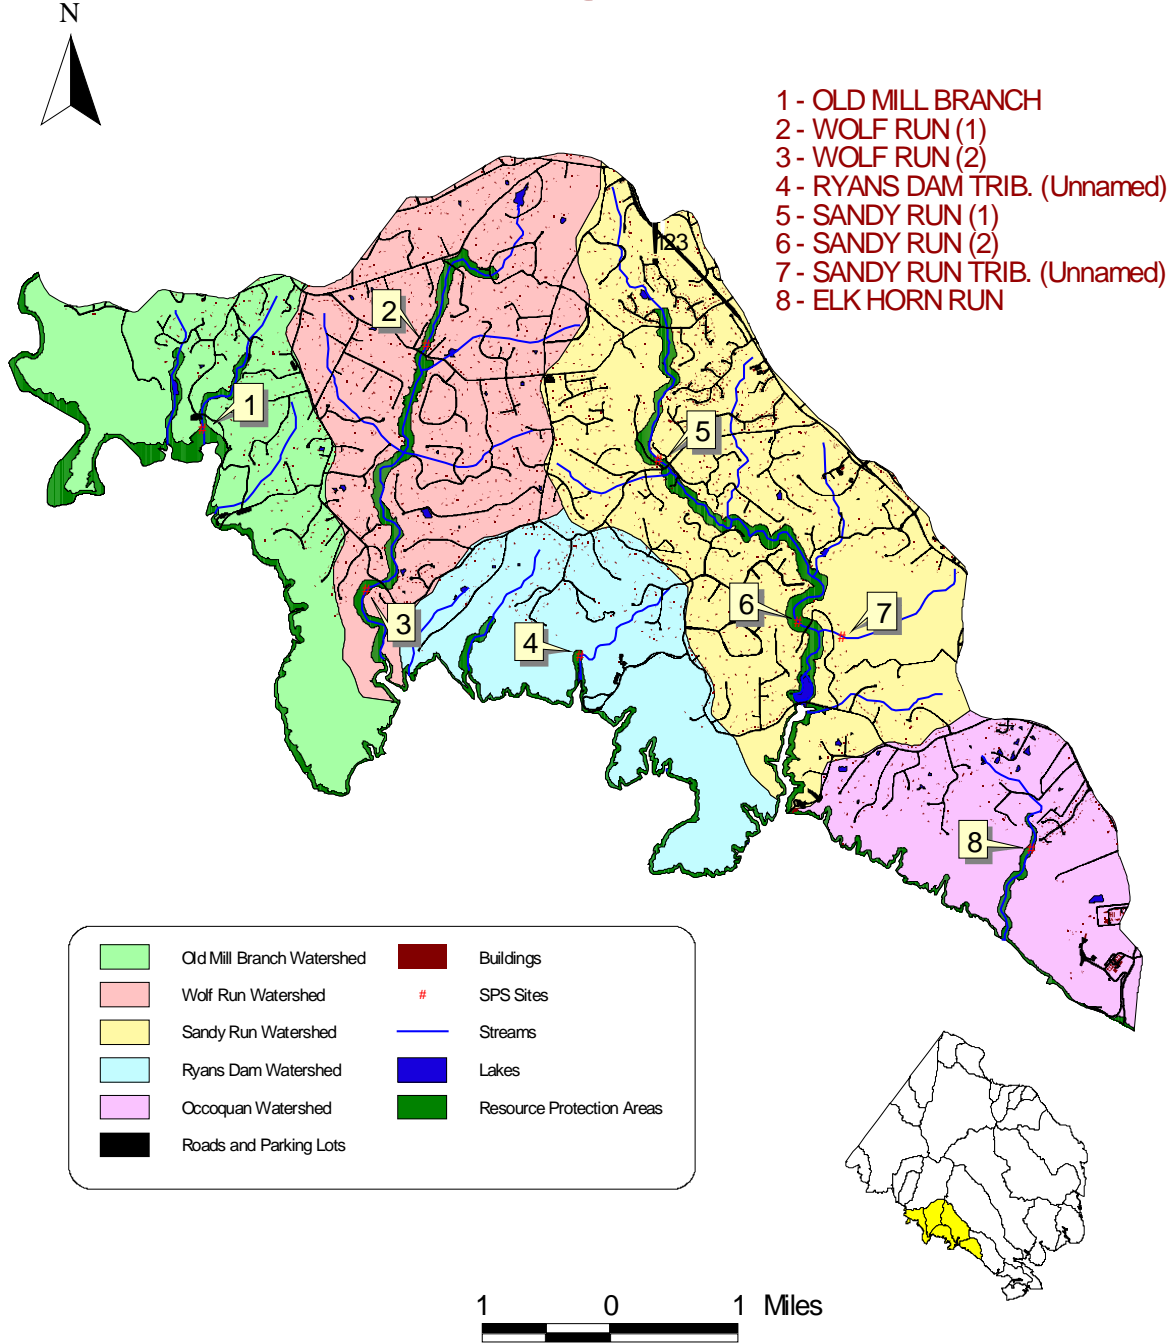 N
1 - OLD MILL BRANCH
2 - WOLF RUN (1)
3 - WOLF RUN (2)
4 - RYANS DAM TRIB. (Unnamed)
5 - SANDY RUN (1)
6 - SANDY RUN (2)
7 - SANDY RUN TRIB. (Unnamed)
8 - ELK HORN RUN
123
2
1
5
6
7
3
4
8
Old Mill Branch Watershed
Wolf Run Watershed
Sandy Run Watershed
Ryans Dam Watershed
Occoquan Watershed
Roads and Parking Lots
Buildings
# SPS Sites
Streams
Lakes
Resource Protection Areas
1 0 1 Miles